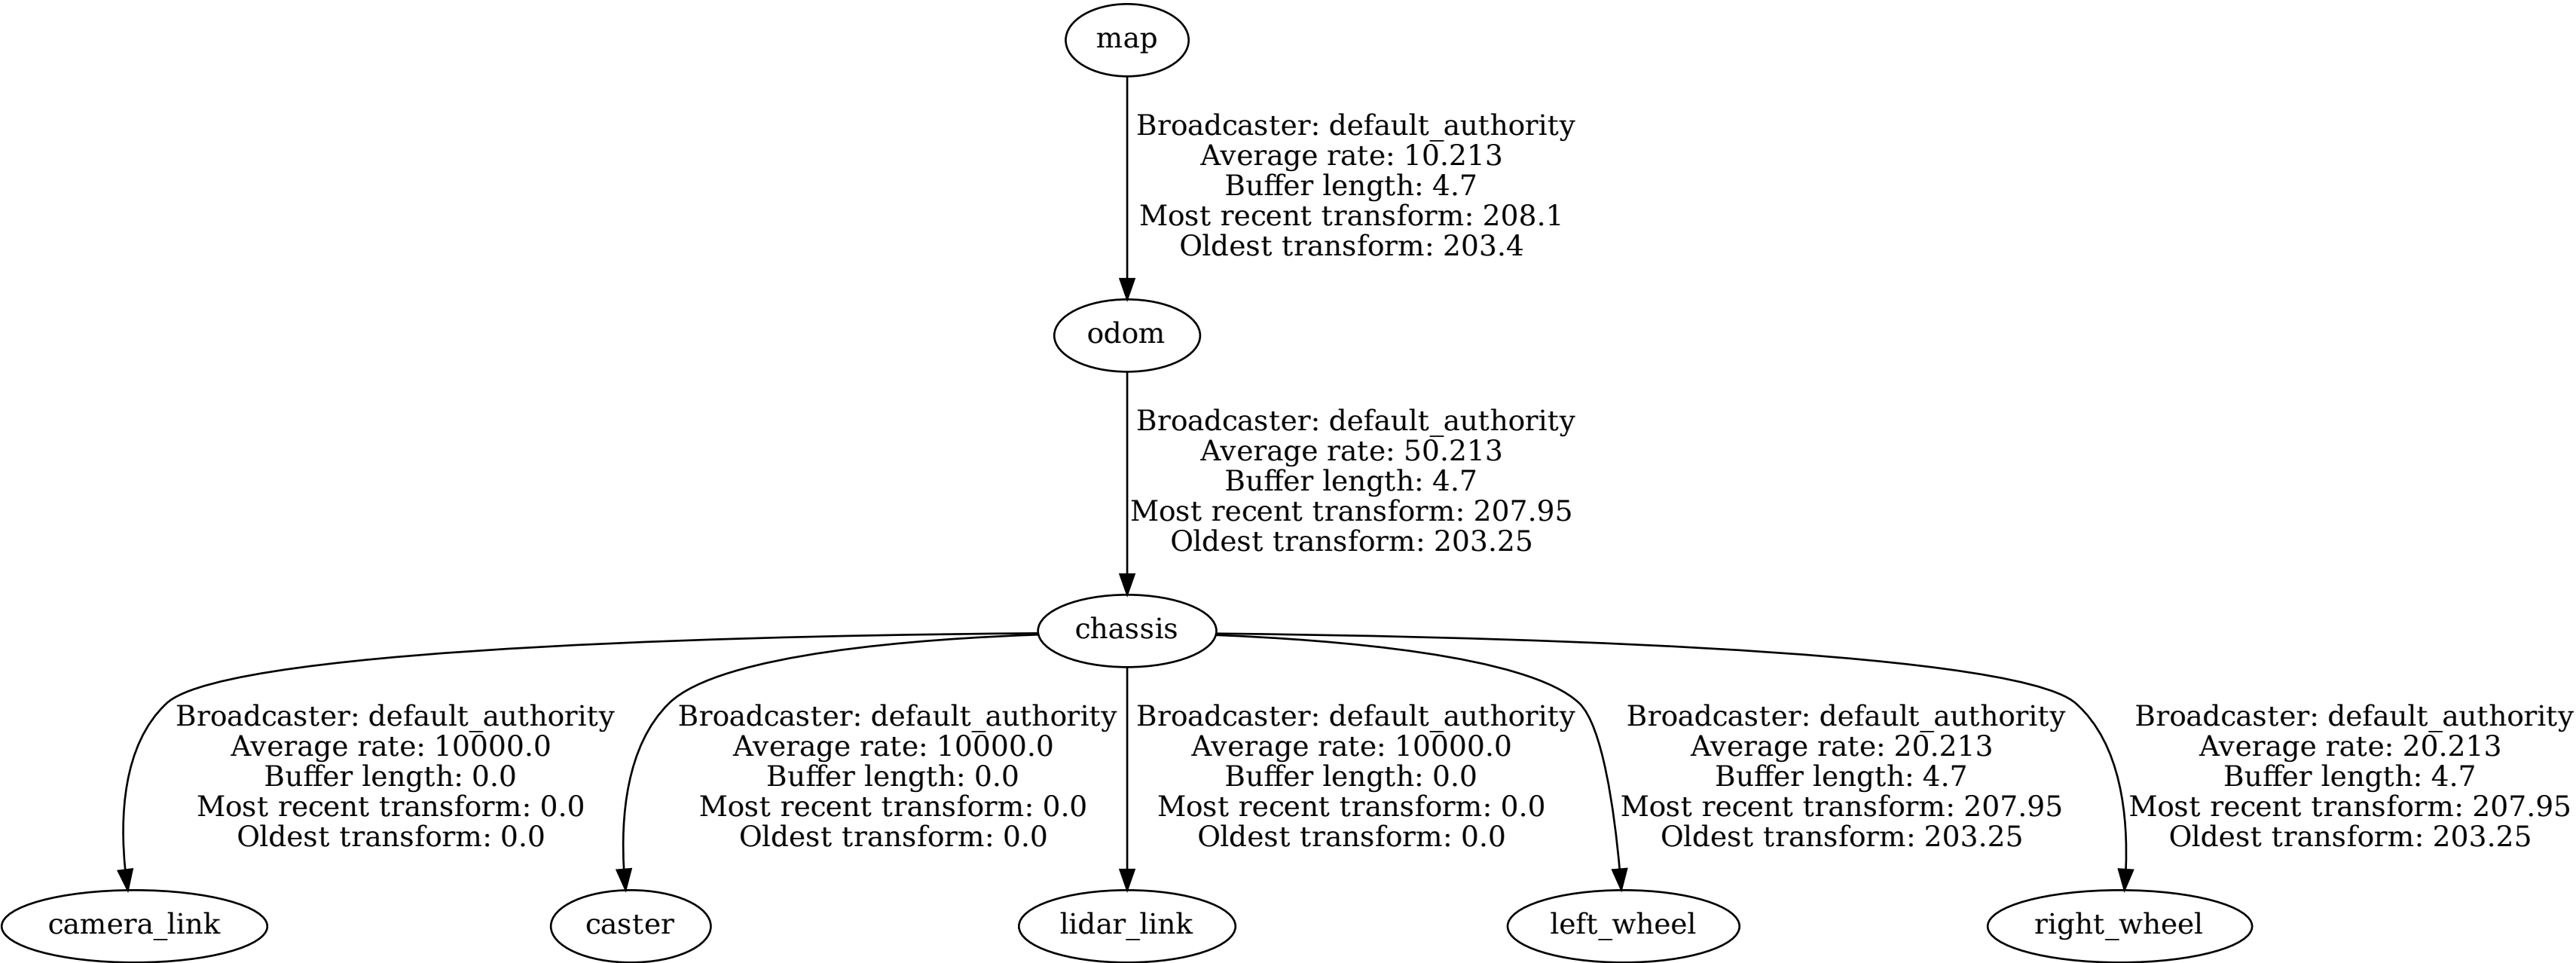 map
Broadcaster: default_authority
Average rate: 10.213
Buffer length: 4.7
Most recent transform: 208.1
Oldest transform: 203.4
odom
Broadcaster: default_authority
Average rate: 50.213
Buffer length: 4.7
Most recent transform: 207.95
Oldest transform: 203.25
chassis
Broadcaster: default_authority
Average rate: 10000.0
Buffer length: 0.0
Most recent transform: 0.0
Oldest transform: 0.0
Broadcaster: default_authority
Average rate: 10000.0
Buffer length: 0.0
Most recent transform: 0.0
Oldest transform: 0.0
Broadcaster: default_authority
Average rate: 10000.0
Buffer length: 0.0
Most recent transform: 0.0
Oldest transform: 0.0
Broadcaster: default_authority
Average rate: 20.213
Buffer length: 4.7
Most recent transform: 207.95
Oldest transform: 203.25
Broadcaster: default_authority
Average rate: 20.213
Buffer length: 4.7
Most recent transform: 207.95
Oldest transform: 203.25
camera_link
caster
lidar_link
left_wheel
right_wheel